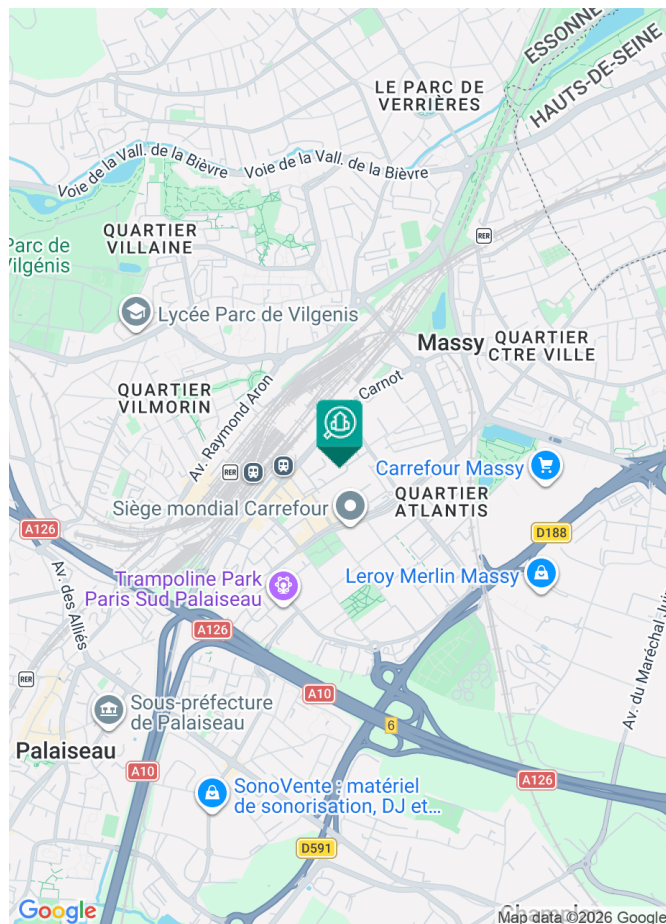 ESSONNE
HAUTS-DE-SEINE
LE PARC DE
VERRIÈRES
Voie de la Vall. de la Bièvre
Voie de la Vall. de la Bièvre
QUARTIER
VILLAINE
RER
Parc de
Vilgénis
Lycée Parc de Vilgenis
Massy
QUARTIER
CTRE VILLE
QUARTIER
VILMORIN
Av. Raymond Aron
Carnot
RER
Carrefour Massy
QUARTIER
ATLANTIS
Siège mondial Carrefour
A126
D188
Av. des Alliés
Trampoline Park
Paris Sud Palaiseau
Leroy Merlin Massy
A126
RER
A10
Av. du Maréchal Juin
Sous-préfecture
de Palaiseau
6
Palaiseau
A10
A126
SonoVente : matériel
de sonorisation, DJ et...
D591
Google
Map data ©2026 Google